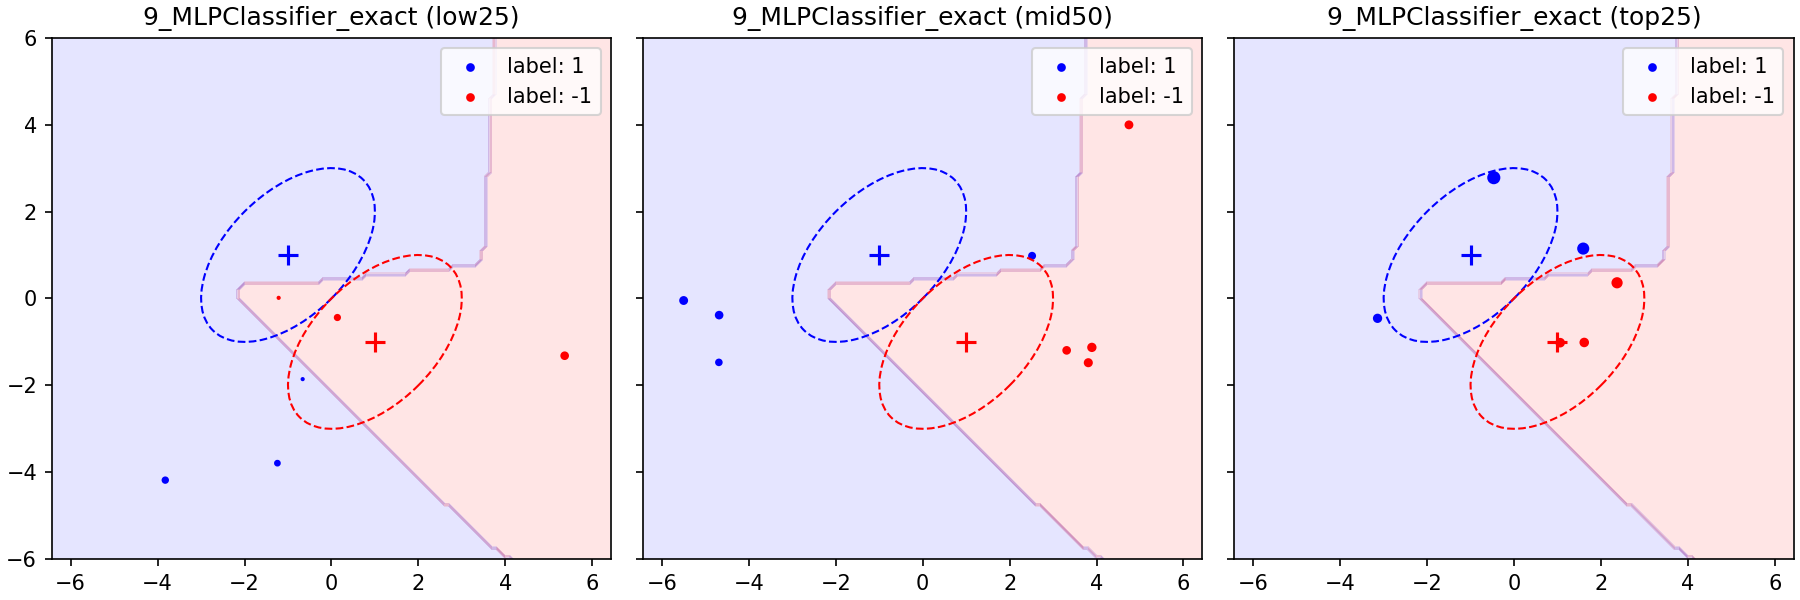 9_MLPClassifier_exact (low25)
label: 1
label: -1
6
4
2
0
−2
−4
−6
−6 −4 −2 0 2 4 6
9_MLPClassifier_exact (mid50)
label: 1
label: -1
−6 −4 −2 0 2 4 6
9_MLPClassifier_exact (top25)
label: 1
label: -1
−6 −4 −2 0 2 4 6